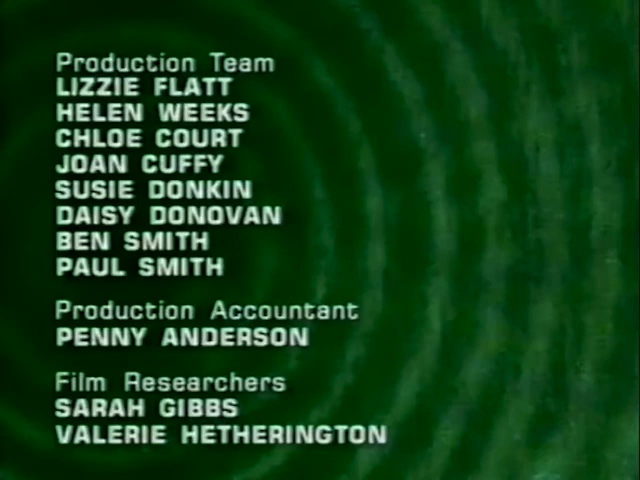 Production Team
LIZZIE FLATT
HELEN WEEKS
CHLOE COURT
JOAN CUFFY
SUSIE DONKIN
DAISY DONOVAN
BEN SMITH
PAUL SMITH
Production Accountant
PENNY ANDERSON
Film Researchers
SARAH GIBBS
VALERIE HETHERINGTON